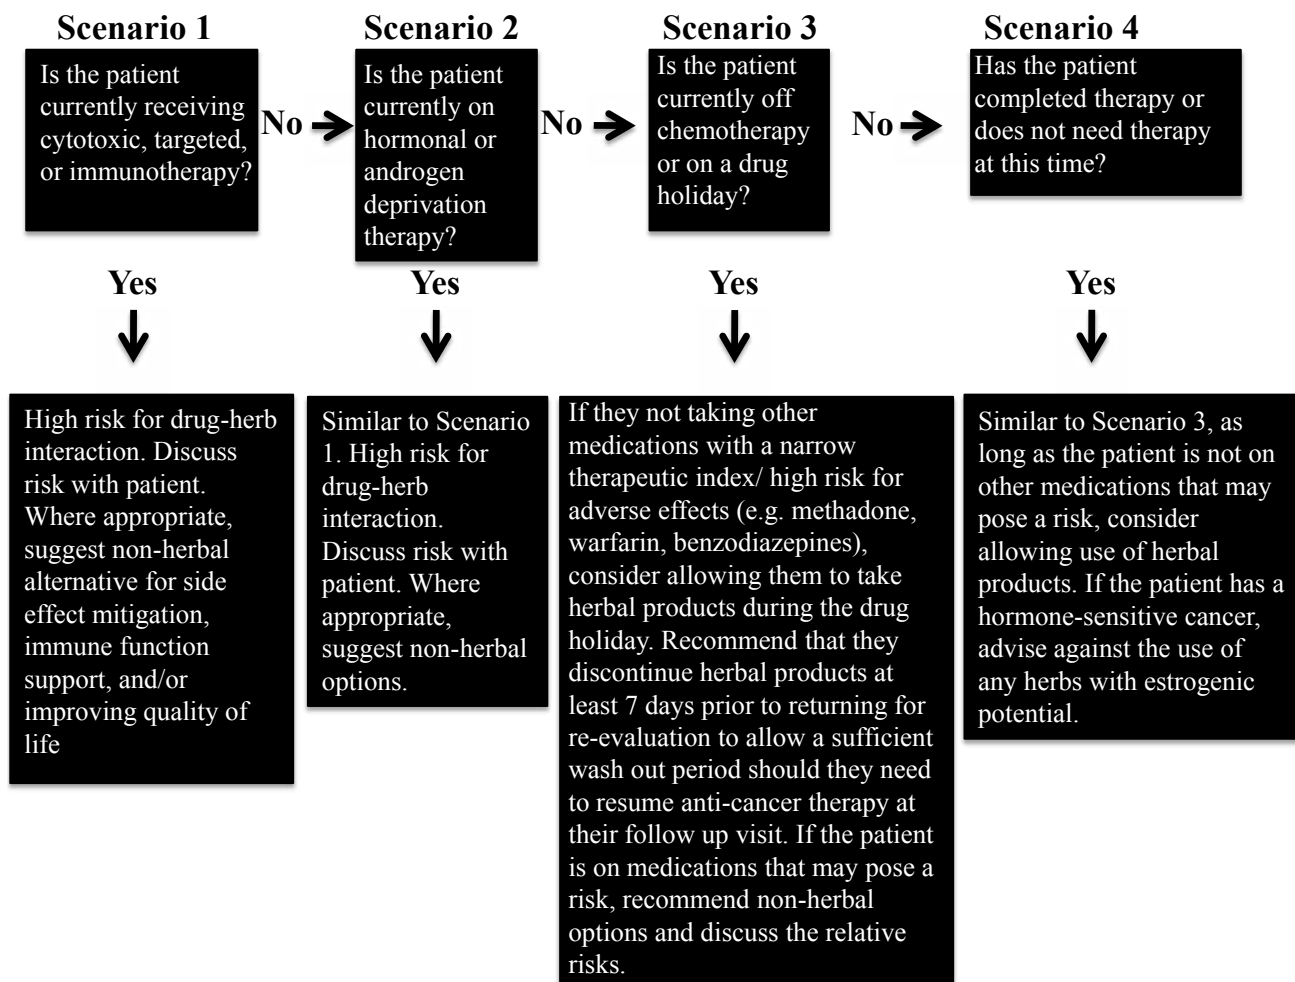 Scenario 1
Is the patient
currently receiving
cytotoxic, targeted,
or immunotherapy?
No
Scenario 2
Is the patient
currently on
hormonal or
androgen
deprivation
therapy?
No
Scenario 3
Is the patient
currently off
chemotherapy
or on a drug
holiday?
No
Scenario 4
Has the patient
completed therapy or
does not need therapy
at this time?
Yes
Yes
Yes
Yes
High risk for drug-herb
interaction. Discuss
risk with patient.
Where appropriate,
suggest non-herbal
alternative for side
effect mitigation,
immune function
support, and/or
improving quality of
life
Similar to Scenario
1. High risk for
drug-herb
interaction.
Discuss risk with
patient. Where
appropriate,
suggest non-herbal
options.
If they not taking other
medications with a narrow
therapeutic index/ high risk for
adverse effects (e.g. methadone,
warfarin, benzodiazepines),
consider allowing them to take
herbal products during the drug
holiday. Recommend that they
discontinue herbal products at
least 7 days prior to returning for
re-evaluation to allow a sufficient
wash out period should they need
to resume anti-cancer therapy at
their follow up visit. If the patient
is on medications that may pose a
risk, recommend non-herbal
options and discuss the relative
risks.
Similar to Scenario 3, as
long as the patient is not on
other medications that may
pose a risk, consider
allowing use of herbal
products. If the patient has a
hormone-sensitive cancer,
advise against the use of
any herbs with estrogenic
potential.